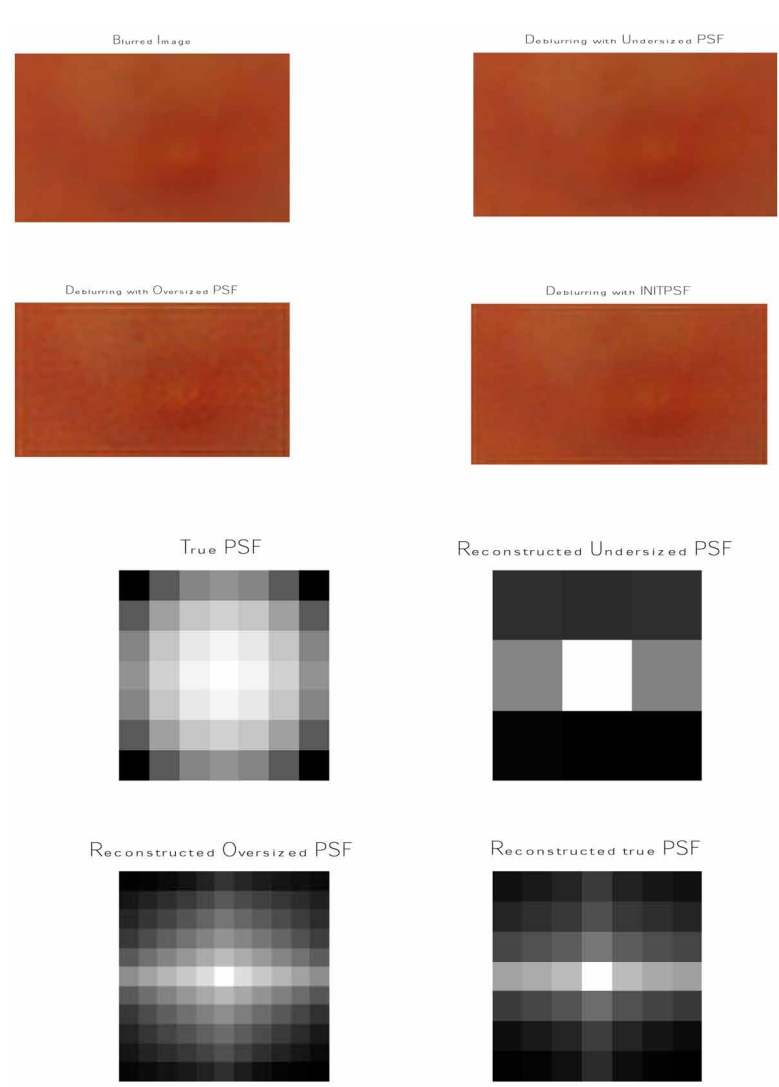 Blurred Image
Deblurring with Undersized PSF
Deblurring with Oversized PSF
Deblurring with INITPSF
True PSF
Reconstructed Undersized PSF
Reconstructed Oversized PSF
Reconstructed true PSF